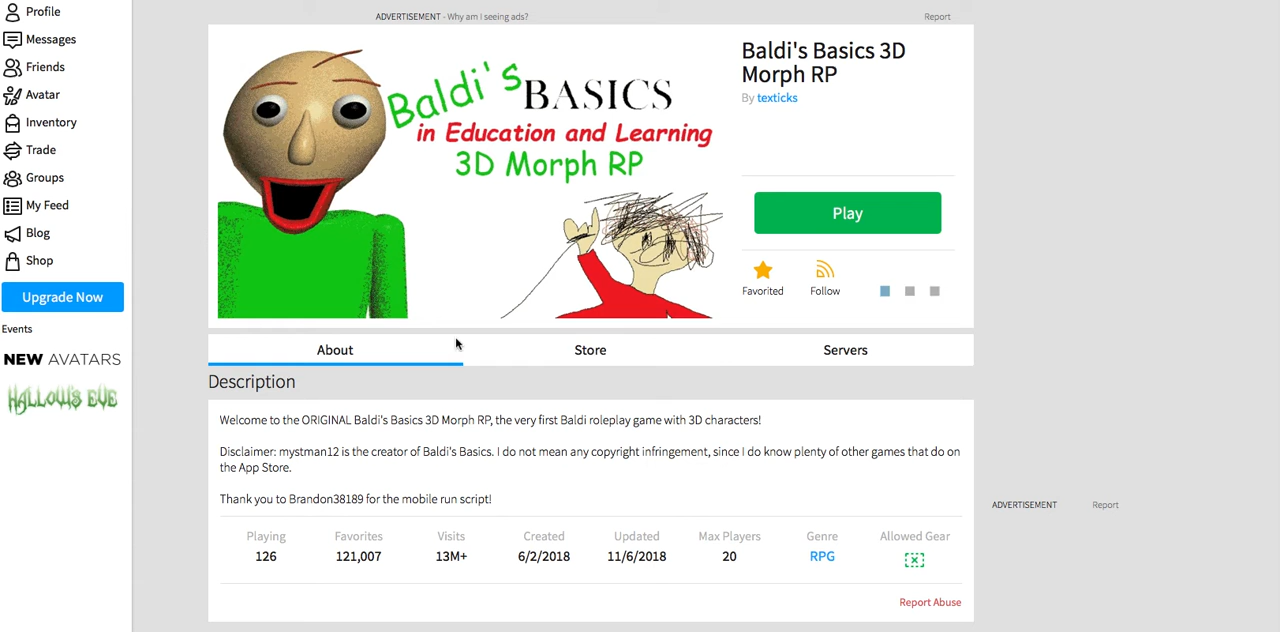 Profile
Messages
Friends
Avatar
Inventory
Trade
Groups
My Feed
Blog
Shop
Upgrade Now
Events
NEW AVATARS
HALLOW'S EVE
ADVERTISEMENT - Why am I seeing ads?
Report
Baldi's BASICS
in Education and Learning
3D Morph RP
Baldi's Basics 3D
Morph RP
By texticks
Play
Favorited
Follow
About
Store
Servers
Description
Welcome to the ORIGINAL Baldi's Basics 3D Morph RP, the very first Baldi roleplay game with 3D characters!
Disclaimer: mystman12 is the creator of Baldi's Basics. I do not mean any copyright infringement, since I do know plenty of other games that do on
the App Store.
Thank you to Brandon38189 for the mobile run script!
Playing
Favorites
Visits
Created
Updated
Max Players
Genre
Allowed Gear
126
121,007
13M+
6/2/2018
11/6/2018
20
RPG
Report Abuse
ADVERTISEMENT
Report